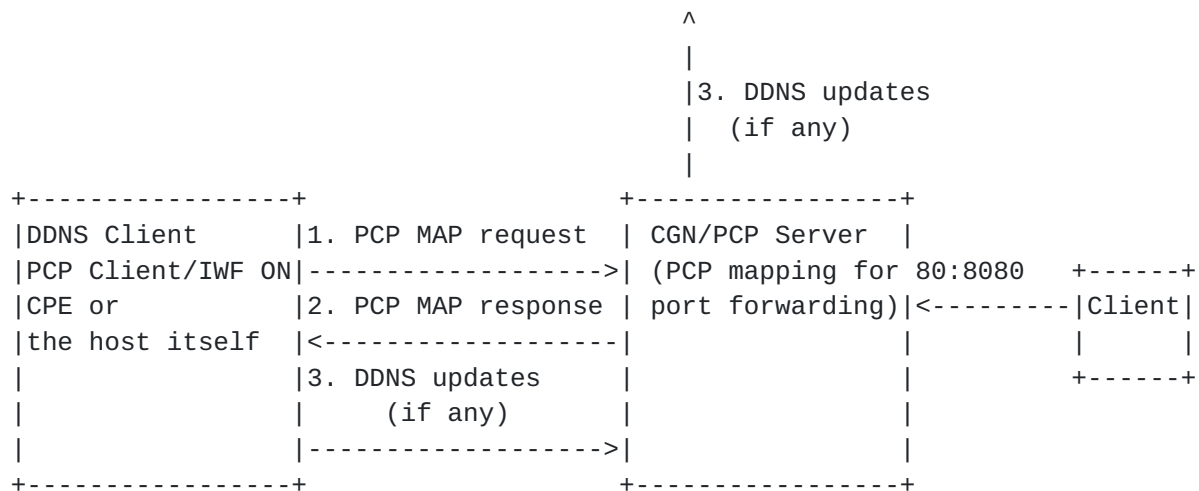 ^
|
|3. DDNS updates
|  (if any)
|
+-----------------+                    +-----------------+
|DDNS Client      |1. PCP MAP request  | CGN/PCP Server  |
|PCP Client/IWF ON|------------------->| (PCP mapping for 80:8080   +------+
|CPE or           |2. PCP MAP response | port forwarding)|<---------|Client|
|the host itself  |<-------------------|                 |          |      |
|                 |3. DDNS updates     |                 |          +------+
|                 |     (if any)       |                 |
|                 |------------------->|                 |
+-----------------+                    +-----------------+